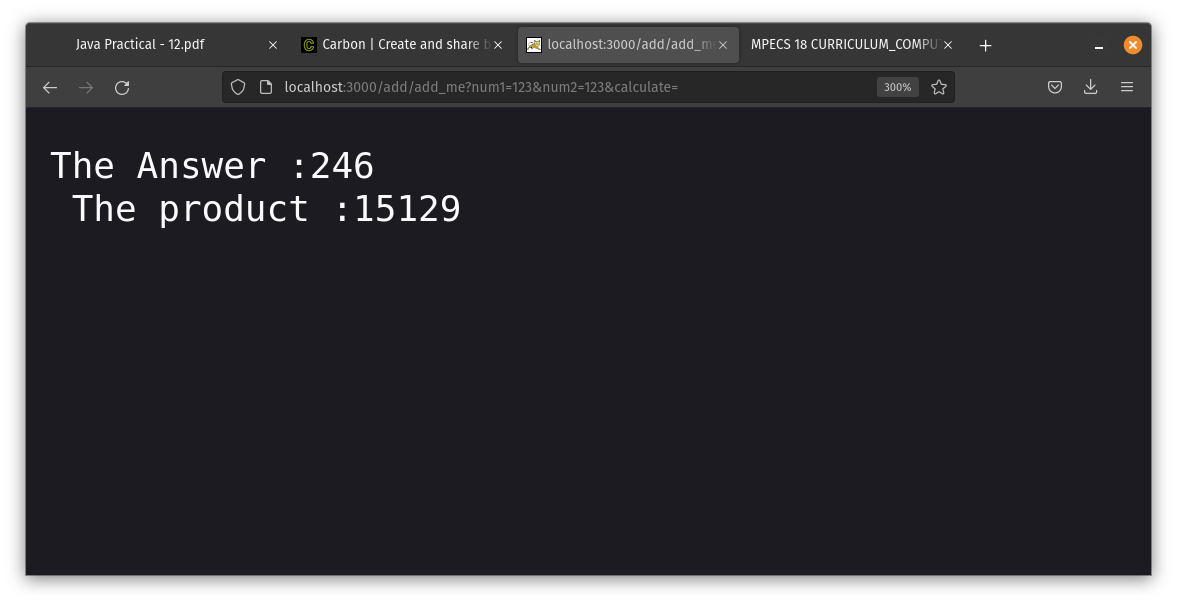 Java Practical - 12.pdf
Carbon | Create and share b
localhost:3000/add/add_me
MPECS 18 CURRICULUM_COMPU
localhost:3000/add/add_me?num1=123&num2=123&calculate=
300%
The Answer :246
The product :15129